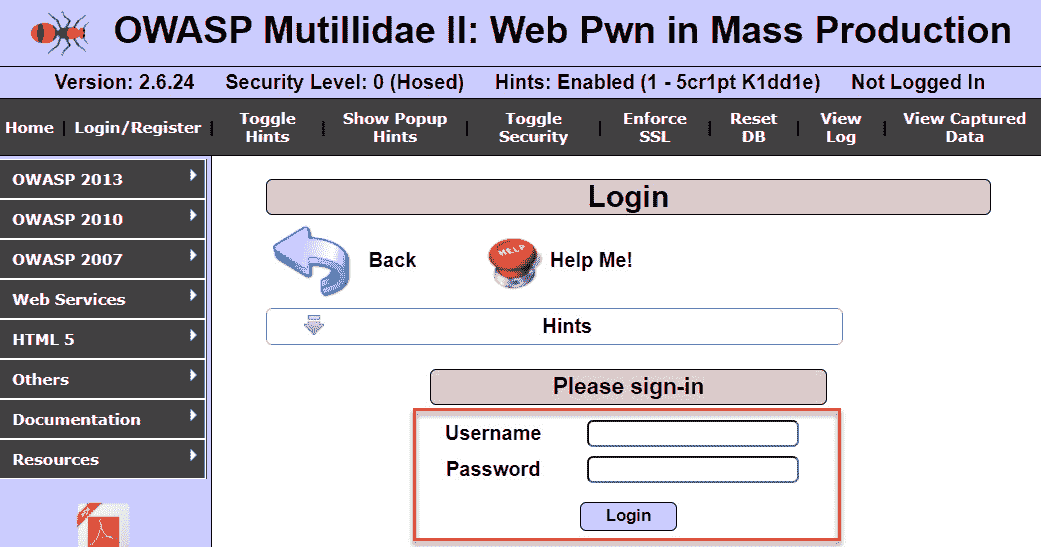 OWASP Mutillidae II: Web Pwn in Mass Production
Version: 2.6.24 Security Level: 0 (Hosed) Hints: Enabled (1 - 5cr1pt K1dd1e) Not Logged In
Home | Login/Register | Toggle Hints | Show Popup Hints | Toggle Security | Enforce SSL | Reset DB | View Log | View Captured Data
OWASP 2013
OWASP 2010
OWASP 2007
Web Services
HTML 5
Others
Documentation
Resources
Login
Back
HELP
Help Me!
Hints
Please sign-in
Username
Password
Login
PDF